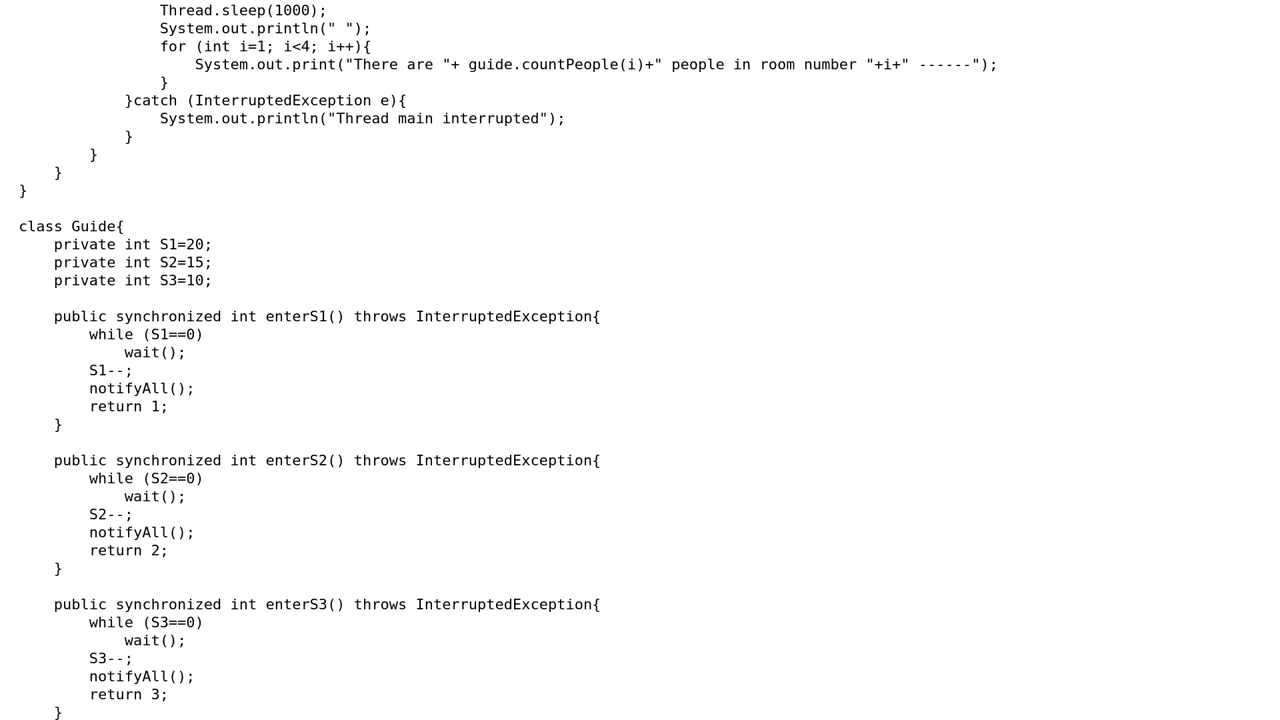 Thread.sleep(1000);
                System.out.println(" ");
                for (int i=1; i<4; i++){
                    System.out.print("There are "+ guide.countPeople(i)+" people in room number "+i+" ------");
                }
            }catch (InterruptedException e){
                System.out.println("Thread main interrupted");
            }
        }
    }
}

class Guide{
    private int S1=20;
    private int S2=15;
    private int S3=10;

    public synchronized int enterS1() throws InterruptedException{
        while (S1==0)
            wait();
        S1--;
        notifyAll();
        return 1;
    }

    public synchronized int enterS2() throws InterruptedException{
        while (S2==0)
            wait();
        S2--;
        notifyAll();
        return 2;
    }

    public synchronized int enterS3() throws InterruptedException{
        while (S3==0)
            wait();
        S3--;
        notifyAll();
        return 3;
    }